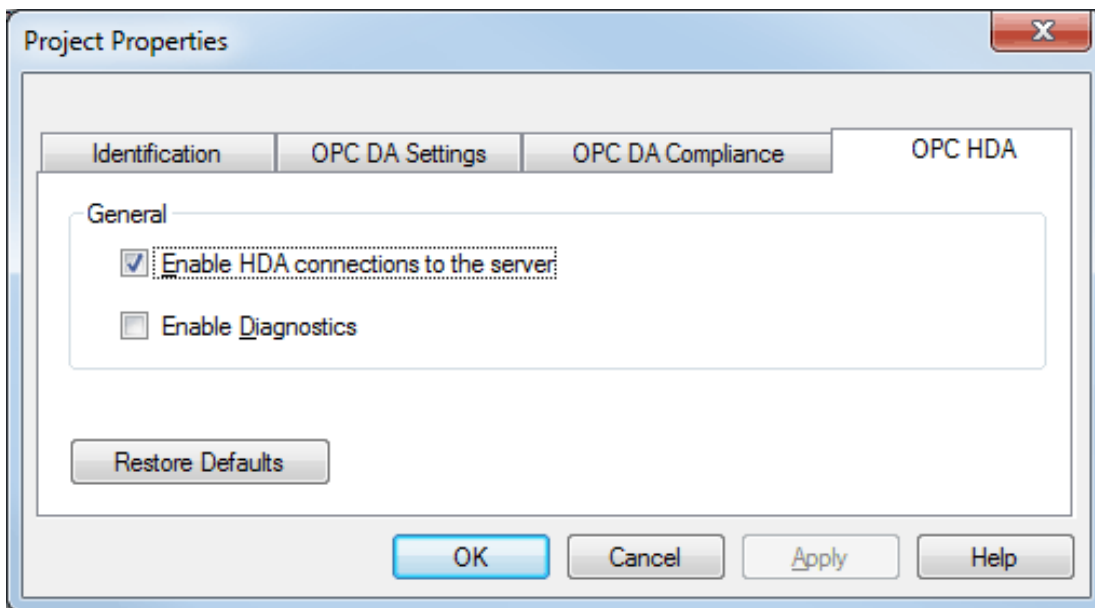 Project Properties
Identification OPC DA Settings OPC DA Compliance OPC HDA
General
Enable HDA connections to the server
Enable Diagnostics
Restore Defaults
OK Cancel Apply Help